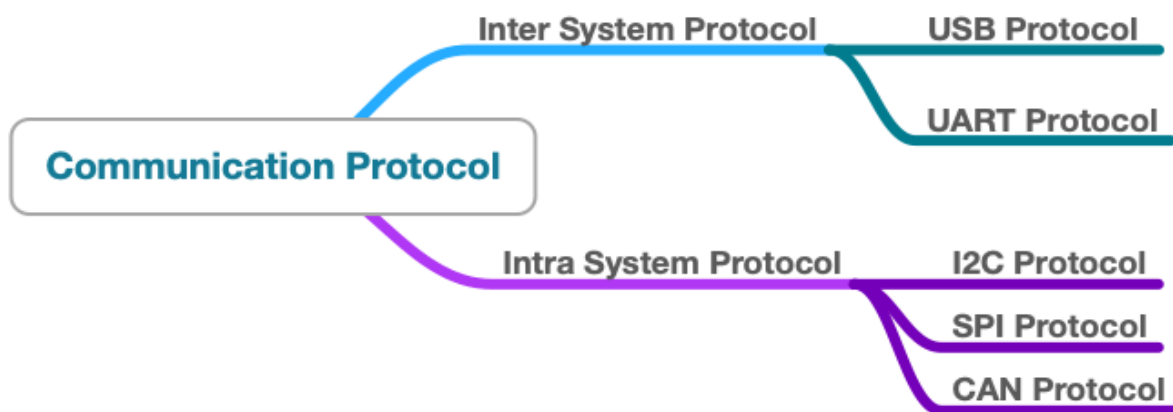 Inter System Protocol
USB Protocol
UART Protocol
Communication Protocol
Intra System Protocol
I2C Protocol
SPI Protocol
CAN Protocol